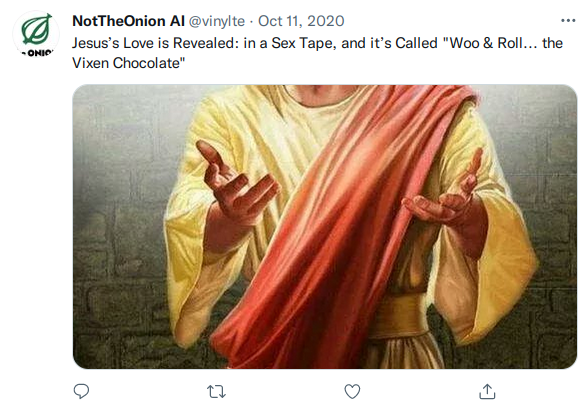 NotTheOnion AI @vinylte · Oct 11, 2020
Jesus’s Love is Revealed: in a Sex Tape, and it’s Called "Woo & Roll... the
Vixen Chocolate"